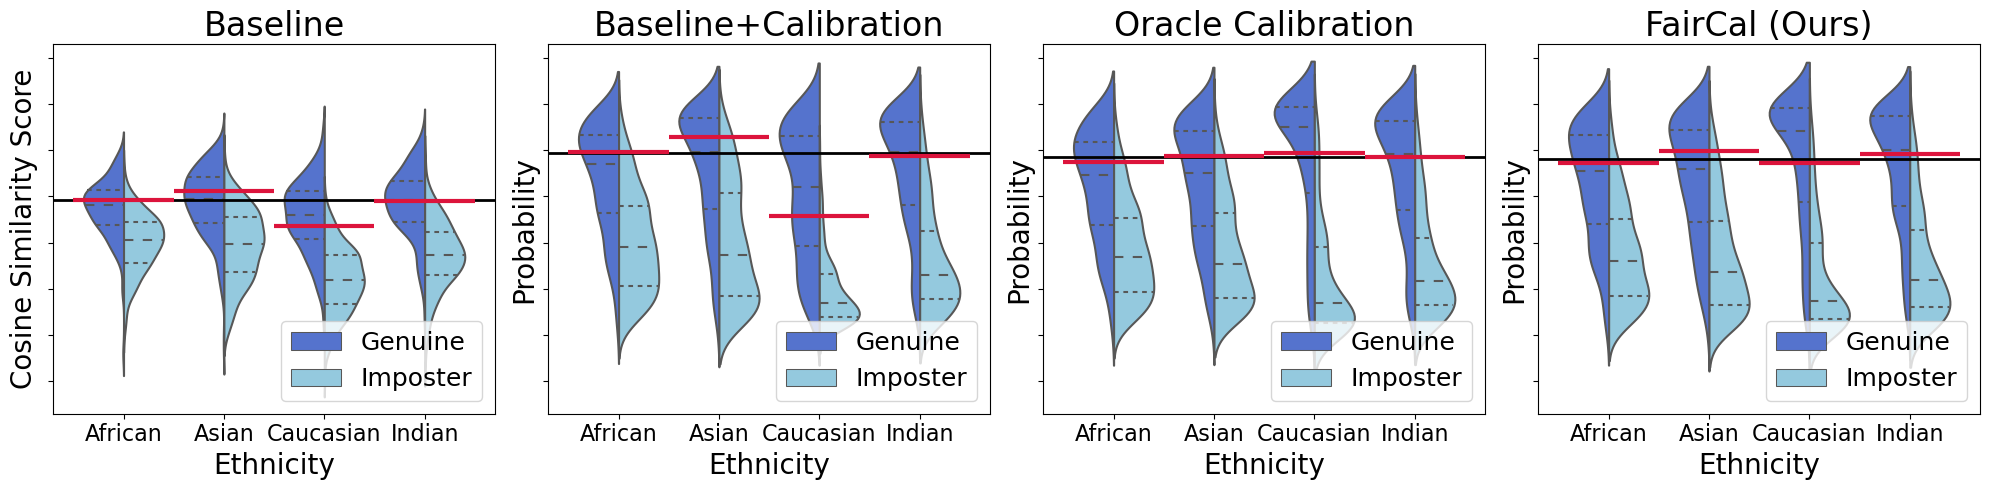 Baseline
Cosine Similarity Score
Genuine
Imposter
African Asian Caucasian Indian
Ethnicity
Baseline+Calibration
Probability
Genuine
Imposter
African Asian Caucasian Indian
Ethnicity
Oracle Calibration
Probability
Genuine
Imposter
African Asian Caucasian Indian
Ethnicity
FairCal (Ours)
Probability
Genuine
Imposter
African Asian Caucasian Indian
Ethnicity